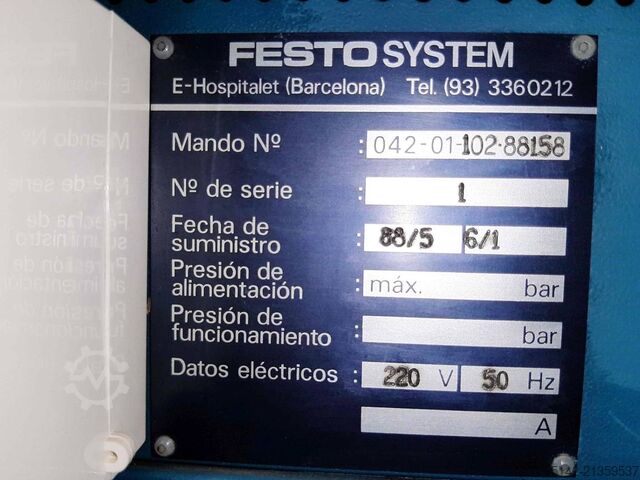 FESTO SYSTEM
E-Hospitalet (Barcelona) Tel. (93) 3360212
Mando Nº : 042-01-102·88158
Nº de serie : 1
Fecha de
suministro : 88/5 6/1
Presión de
alimentación : máx. bar
Presión de
funcionamiento : bar
Datos eléctricos : 220 V 50 Hz
A